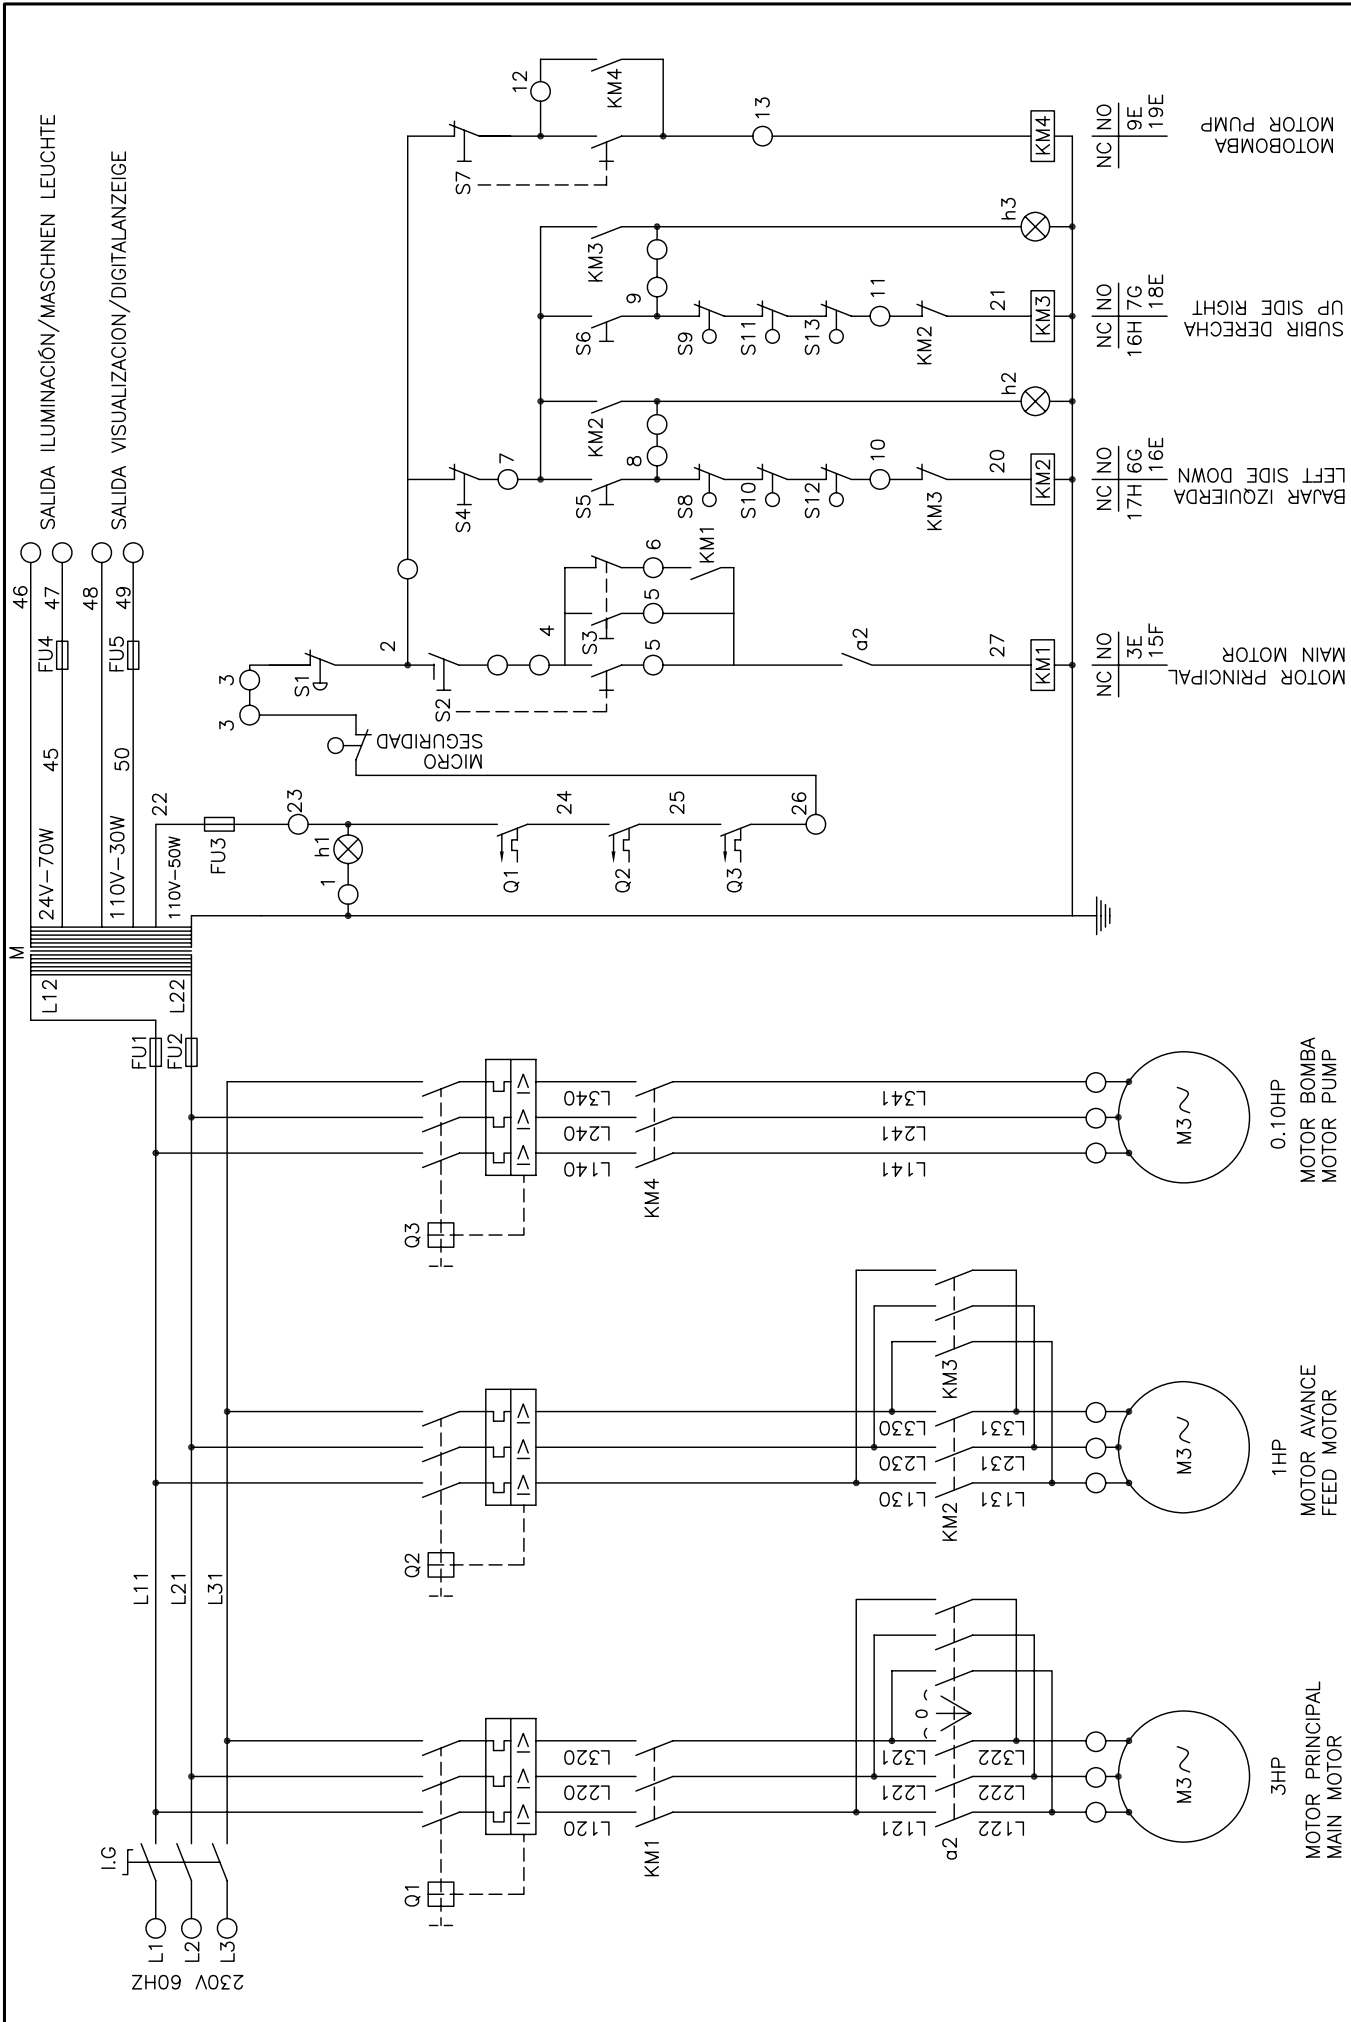 M
46
SALIDA ILUMINACIÓN/MASCHNEN LEUCHTE
24V-70W
45
FU4
47
48
SALIDA VISUALIZACION/DIGITALANZEIGE
110V-30W
50
FU5
49
110V-50W
22
FU3
23
h1
1
Q1
24
Q2
25
Q3
26
MICRO
SEGURIDAD
3
3
S1
2
S2
4
S3
5
5
6
KM1
a2
27
KM1
NC NO
3E
15F
MOTOR PRINCIPAL
MAIN MOTOR
S4
7
S5
KM2
8
S8
S10
S12
10
KM3
20
KM2
h2
NC NO
17H 6G
16E
BAJAR IZQUIERDA
LEFT SIDE DOWN
S6
KM3
9
S9
S11
S13
11
KM2
21
KM3
h3
NC NO
16H 7G
18E
SUBIR DERECHA
UP SIDE RIGHT
S7
12
KM4
13
KM4
NC NO
9E
19E
MOTOBOMBA
MOTOR PUMP
L12
L22
FU1
FU2
L11
L21
L31
I.G
L1
L2
L3
230V 60HZ
Q1
L120
L220
L320
KM1
L121
L221
L321
0
a2
L122
L222
L322
M3~
3HP
MOTOR PRINCIPAL
MAIN MOTOR
Q2
L130
L230
L330
KM2
KM3
L131
L231
L331
M3~
1HP
MOTOR AVANCE
FEED MOTOR
Q3
L140
L240
L340
KM4
L141
L241
L341
M3~
0.10HP
MOTOR BOMBA
MOTOR PUMP